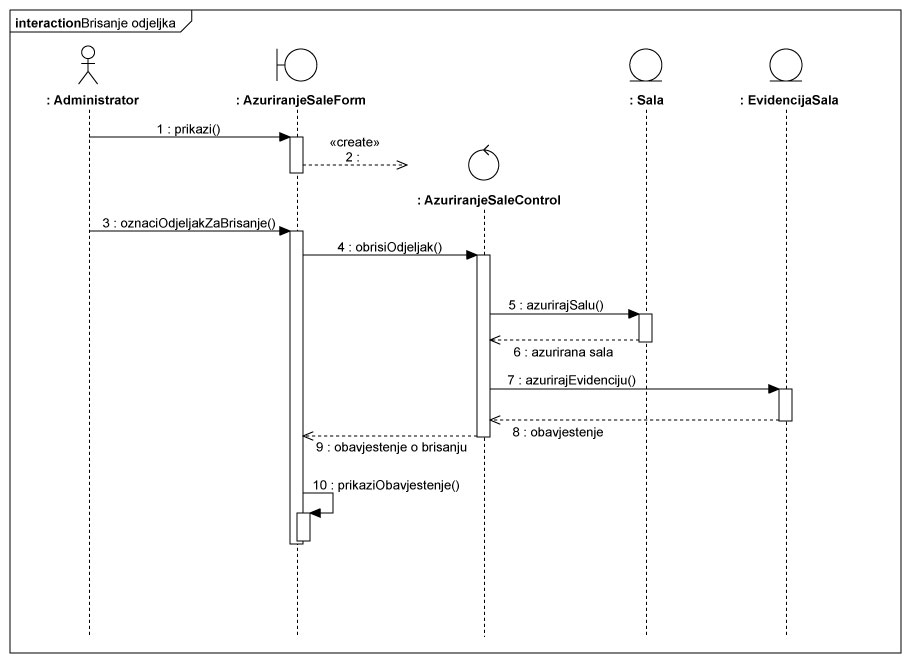 interactionBrisanje odjeljka
: Administrator
: AzuriranjeSaleForm
: Sala
: EvidencijaSala
1 : prikazi()
«create»
2 :
: AzuriranjeSaleControl
3 : oznaciOdjeljakZaBrisanje()
4 : obrisiOdjeljak()
5 : azurirajSalu()
6 : azurirana sala
7 : azurirajEvidenciju()
8 : obavjestenje
9 : obavjestenje o brisanju
10 : prikaziObavjestenje()